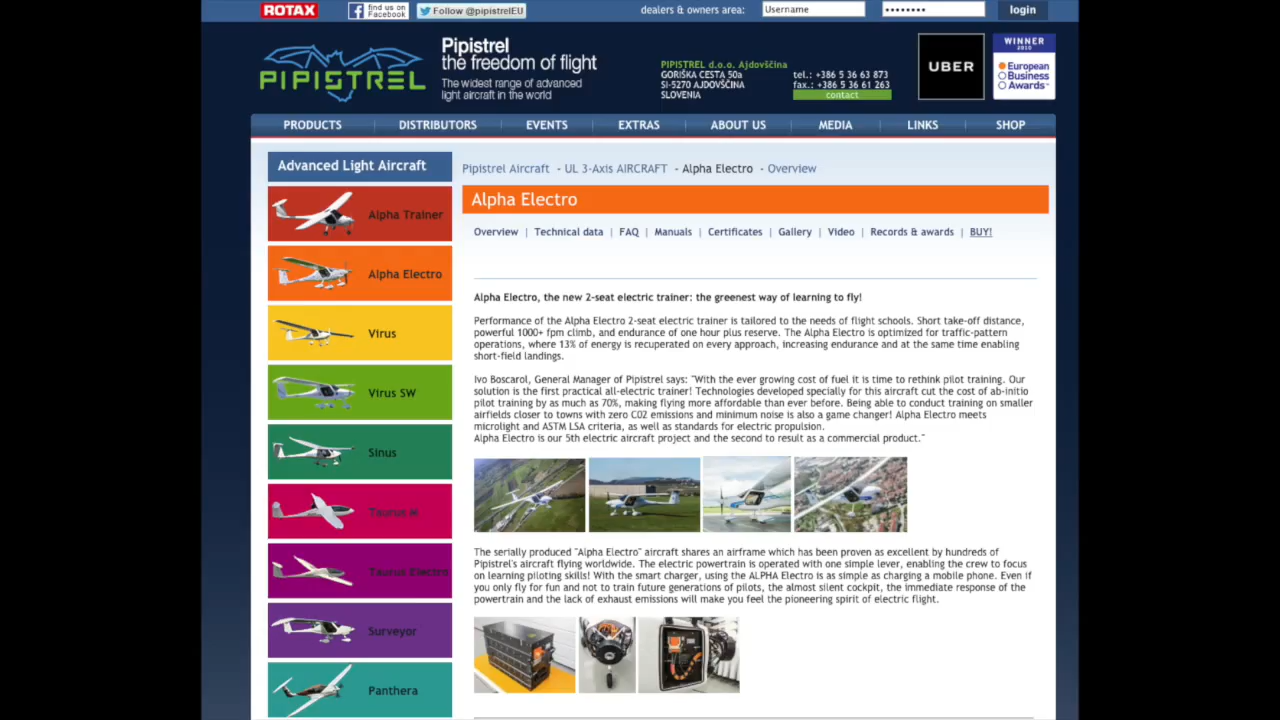 ROTAX
find us on
Facebook
Follow @pipistrelEU
dealers & owners area:
Username
••••••••
login
PIPISTREL
Pipistrel
the freedom of flight
The widest range of advanced
light aircraft in the world
PIPISTREL d.o.o. Ajdovščina
GORIŠKA CESTA 50a
SI-5270 AJDOVŠČINA
SLOVENIA
tel.: +386 5 36 63 873
fax.: +386 5 36 61 263
contact
UBER
WINNER
2010
European
Business
Awards™
PRODUCTS | DISTRIBUTORS | EVENTS | EXTRAS | ABOUT US | MEDIA | LINKS | SHOP
Advanced Light Aircraft
Alpha Trainer
Alpha Electro
Virus
Virus SW
Sinus
Taurus M
Taurus Electro
Surveyor
Panthera
Pipistrel Aircraft - UL 3-Axis AIRCRAFT - Alpha Electro - Overview
Alpha Electro
Overview | Technical data | FAQ | Manuals | Certificates | Gallery | Video | Records & awards | BUY!
Alpha Electro, the new 2-seat electric trainer: the greenest way of learning to fly!
Performance of the Alpha Electro 2-seat electric trainer is tailored to the needs of flight schools. Short take-off distance,
powerful 1000+ fpm climb, and endurance of one hour plus reserve. The Alpha Electro is optimized for traffic-pattern
operations, where 13% of energy is recuperated on every approach, increasing endurance and at the same time enabling
short-field landings.
Ivo Boscarol, General Manager of Pipistrel says: "With the ever growing cost of fuel it is time to rethink pilot training. Our
solution is the first practical all-electric trainer! Technologies developed specially for this aircraft cut the cost of ab-initio
pilot training by as much as 70%, making flying more affordable than ever before. Being able to conduct training on smaller
airfields closer to towns with zero CO2 emissions and minimum noise is also a game changer! Alpha Electro meets
microlight and ASTM LSA criteria, as well as standards for electric propulsion.
Alpha Electro is our 5th electric aircraft project and the second to result as a commercial product."
The serially produced "Alpha Electro" aircraft shares an airframe which has been proven as excellent by hundreds of
Pipistrel's aircraft flying worldwide. The electric powertrain is operated with one simple lever, enabling the crew to focus
on learning piloting skills! With the smart charger, using the ALPHA Electro is as simple as charging a mobile phone. Even if
you only fly for fun and not to train future generations of pilots, the almost silent cockpit, the immediate response of the
powertrain and the lack of exhaust emissions will make you feel the pioneering spirit of electric flight.